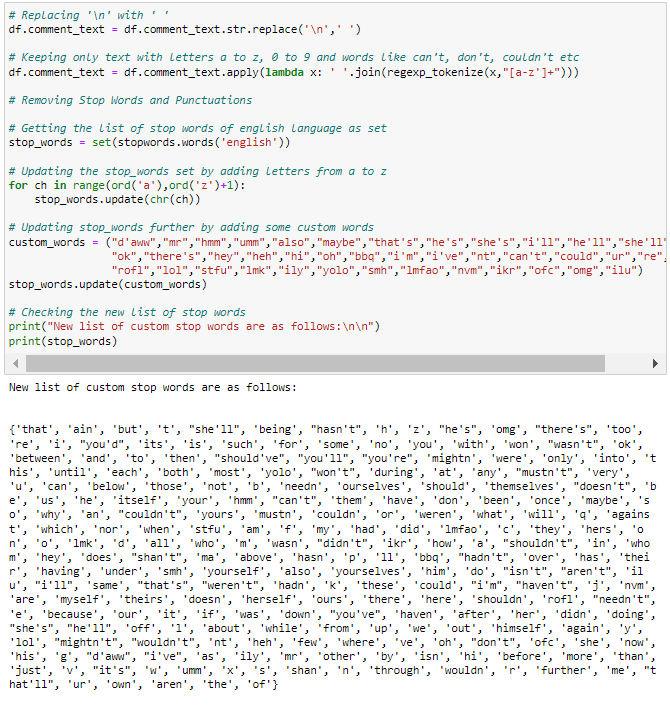 # Replacing '\n' with ' '
df.comment_text = df.comment_text.str.replace('\n',' ')
# Keeping only text with letters a to z, 0 to 9 and words like can't, don't, couldn't etc
df.comment_text = df.comment_text.apply(lambda x: ' '.join(regexp_tokenize(x,"[a-z']+")))
# Removing Stop Words and Punctuations
# Getting the list of stop words of english language as set
stop_words = set(stopwords.words('english'))
# Updating the stop_words set by adding letters from a to z
for ch in range(ord('a'),ord('z')+1):
    stop_words.update(chr(ch))
# Updating stop_words further by adding some custom words
custom_words = ("d'aww","mr","hmm","umm","also","maybe","that's","he's","she's","i'll","he'll","she'll"
"ok","there's","hey","heh","hi","oh","bbq","i'm","i've","nt","can't","could","ur","re",
"rofl","lol","stfu","lmk","ily","yolo","smh","lmfao","nvm","ikr","ofc","omg","ilu")
stop_words.update(custom_words)
# Checking the new list of stop words
print("New list of custom stop words are as follows:\n\n")
print(stop_words)
New list of custom stop words are as follows:
{'that', 'ain', 'but', 't', "she'll", 'being', "hasn't", 'h', 'z', "he's", 'omg', "there's", 'too',
're', 'i', "you'd", 'its', 'is', 'such', 'for', 'some', 'no', 'you', 'with', 'won', "wasn't", 'ok',
'between', 'and', 'to', 'then', "should've", "you'll", "you're", 'mightn', 'were', 'only', 'into', 't
his', 'until', 'each', 'both', 'most', 'yolo', "won't", 'during', 'at', 'any', "mustn't", 'very',
'u', 'can', 'below', 'those', 'not', 'b', 'needn', 'ourselves', 'should', 'themselves', "doesn't", 'b
e', 'us', 'he', 'itself', 'your', 'hmm', "can't", 'them', 'have', 'don', 'been', 'once', 'maybe', 's
o', 'why', 'an', "couldn't", 'yours', 'mustn', 'couldn', 'or', 'weren', 'what', 'will', 'q', 'agains
t', 'which', 'nor', 'when', 'stfu', 'am', 'f', 'my', 'had', 'did', 'lmfao', 'c', 'they', 'hers', 'o
n', 'o', 'lmk', 'd', 'all', 'who', 'm', 'wasn', "didn't", 'ikr', 'how', 'a', "shouldn't", 'in', 'who
m', 'hey', 'does', "shan't", 'ma', 'above', 'hasn', 'p', 'll', 'bbq', "hadn't", 'over', 'has', 'thei
r', 'having', 'under', 'smh', 'yourself', 'also', 'yourselves', 'him', 'do', "isn't", "aren't", 'il
u', "i'll", 'same', "that's", "weren't", 'hadn', 'k', 'these', 'could', "i'm", "haven't", 'j', 'nvm',
'are', 'myself', 'theirs', 'doesn', 'herself', 'ours', 'there', 'here', 'shouldn', 'rofl', "needn't",
'e', 'because', 'our', 'it', 'if', 'was', 'down', "you've", 'haven', 'after', 'her', 'didn', 'doing',
"she's", "he'll", 'off', 'l', 'about', 'while', 'from', 'up', 'we', 'out', 'himself', 'again', 'y',
'lol', "mightn't", "wouldn't", 'nt', 'heh', 'few', 'where', 've', 'oh', "don't", 'ofc', 'she', 'now',
'his', 'g', "d'aww", "i've", 'as', 'ily', 'mr', 'other', 'by', 'isn', 'hi', 'before', 'more', 'than',
'just', 'v', "it's", 'w', 'umm', 'x', 's', 'shan', 'n', 'through', 'wouldn', 'r', 'further', 'me', "t
hat'll", 'ur', 'own', 'aren', 'the', 'of'}